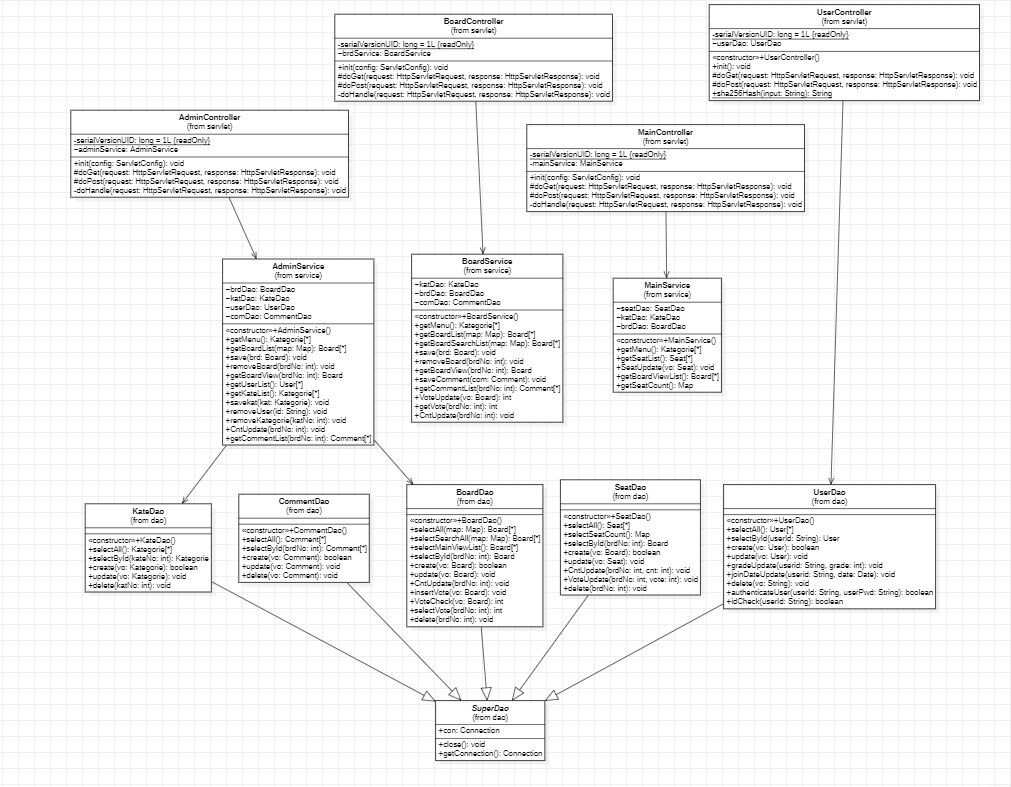 BoardController
(from servlet)
-serialVersionUID: long = 1L {readOnly}
~brdService: BoardService
+init(config: ServletConfig): void
#doGet(request: HttpServletRequest, response: HttpServletResponse): void
#doPost(request: HttpServletRequest, response: HttpServletResponse): void
-doHandle(request: HttpServletRequest, response: HttpServletResponse): void
UserController
(from servlet)
-serialVersionUID: long = 1L {readOnly}
~userDao: UserDao
«constructor»+UserController()
+init(): void
#doGet(request: HttpServletRequest, response: HttpServletResponse): void
#doPost(request: HttpServletRequest, response: HttpServletResponse): void
+sha256Hash(input: String): String
AdminController
(from servlet)
-serialVersionUID: long = 1L {readOnly}
~adminService: AdminService
+init(config: ServletConfig): void
#doGet(request: HttpServletRequest, response: HttpServletResponse): void
#doPost(request: HttpServletRequest, response: HttpServletResponse): void
-doHandle(request: HttpServletRequest, response: HttpServletResponse): void
MainController
(from servlet)
-serialVersionUID: long = 1L {readOnly}
~mainService: MainService
+init(config: ServletConfig): void
#doGet(request: HttpServletRequest, response: HttpServletResponse): void
#doPost(request: HttpServletRequest, response: HttpServletResponse): void
-doHandle(request: HttpServletRequest, response: HttpServletResponse): void
AdminService
(from service)
~brdDao: BoardDao
~katDao: KateDao
~userDao: UserDao
~comDao: CommentDao
«constructor»+AdminService()
+getMenu(): Kategorie[*]
+getBoardList(map: Map): Board[*]
+save(brd: Board): void
+removeBoard(brdNo: int): void
+getBoardView(brdNo: int): Board
+getUserList(): User[*]
+getKateList(): Kategorie[*]
+savekat(kat: Kategorie): void
+removeUser(id: String): void
+removeKategorie(katNo: int): void
+CntUpdate(brdNo: int): void
+getCommentList(brdNo: int): Comment[*]
BoardService
(from service)
~katDao: KateDao
~brdDao: BoardDao
~comDao: CommentDao
«constructor»+BoardService()
+getMenu(): Kategorie[*]
+getBoardList(map: Map): Board[*]
+getBoardSearchList(map: Map): Board[*]
+save(brd: Board): void
+removeBoard(brdNo: int): void
+getBoardView(brdNo: int): Board
+saveComment(com: Comment): void
+getCommentList(brdNo: int): Comment[*]
+VoteUpdate(vo: Board): int
+getVote(brdNo: int): int
+CntUpdate(brdNo: int): void
MainService
(from service)
~seatDao: SeatDao
~katDao: KateDao
~brdDao: BoardDao
«constructor»+MainService()
+getMenu(): Kategorie[*]
+getSeatList(): Seat[*]
+SeatUpdate(vo: Seat): void
+getBoardViewList(): Board[*]
+getSeatCount(): Map
KateDao
(from dao)
«constructor»+KateDao()
+selectAll(): Kategorie[*]
+selectById(kateNo: int): Kategorie
+create(vo: Kategorie): boolean
+update(vo: Kategorie): void
+delete(katNo: int): void
CommentDao
(from dao)
«constructor»+CommentDao()
+selectAll(): Comment[*]
+selectById(brdNo: int): Comment[*]
+create(vo: Comment): boolean
+update(vo: Comment): void
+delete(vo: Comment): void
BoardDao
(from dao)
«constructor»+BoardDao()
+selectAll(map: Map): Board[*]
+selectSearchAll(map: Map): Board[*]
+selectMainViewList(): Board[*]
+selectById(brdNo: int): Board
+create(vo: Board): boolean
+update(vo: Board): void
+CntUpdate(brdNo: int): void
+insertVote(vo: Board): void
+VoteCheck(vo: Board): int
+selectVote(brdNo: int): int
+delete(brdNo: int): void
SeatDao
(from dao)
«constructor»+SeatDao()
+selectAll(): Seat[*]
+selectSeatCount(): Map
+selectById(brdNo: int): Board
+create(vo: Board): boolean
+update(vo: Seat): void
+CntUpdate(brdNo: int, cnt: int): void
+VoteUpdate(brdNo: int, vote: int): void
+delete(brdNo: int): void
UserDao
(from dao)
«constructor»+UserDao()
+selectAll(): User[*]
+selectById(userId: String): User
+create(vo: User): boolean
+update(vo: User): void
+gradeUpdate(userid: String, grade: int): void
+joinDateUpdate(userid: String, date: Date): void
+delete(vo: String): void
+authenticateUser(userId: String, userPwd: String): boolean
+idCheck(userId: String): boolean
SuperDao
(from dao)
+con: Connection
+close(): void
+getConnection(): Connection